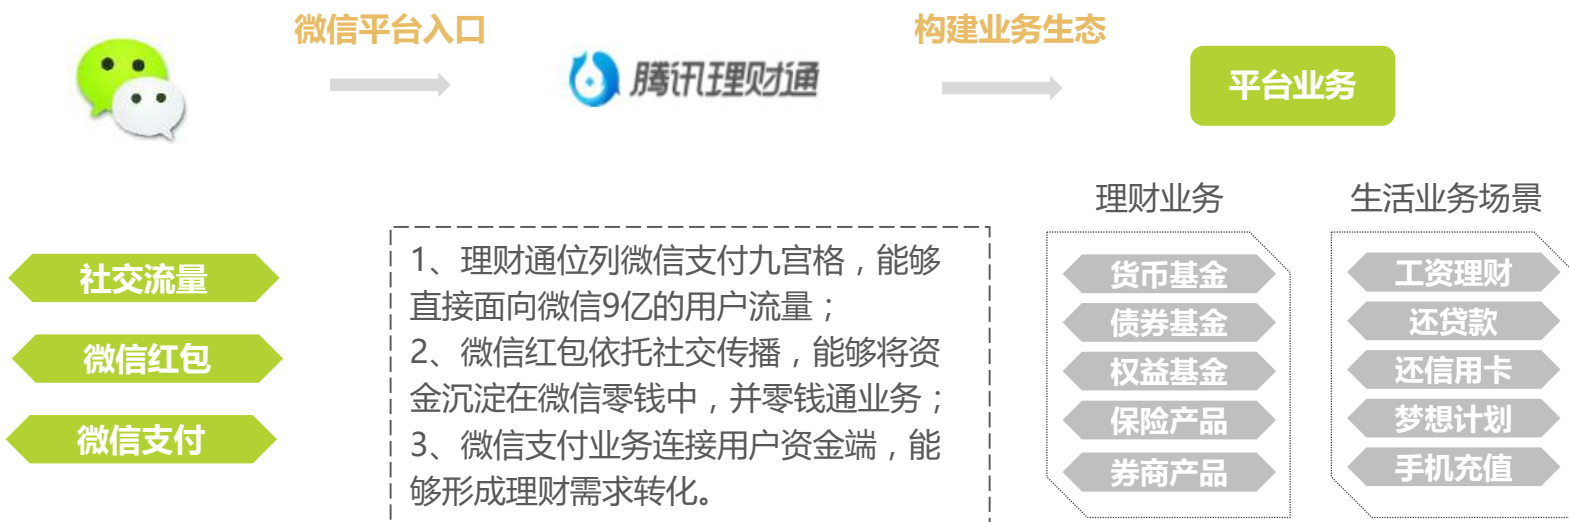 微信平台入口
构建业务生态
腾讯理财通
平台业务
理财业务
生活业务场景
社交流量
微信红包
微信支付
1、理财通位列微信支付九宫格，能够
直接面向微信9亿的用户流量；
2、微信红包依托社交传播，能够将资
金沉淀在微信零钱中，并零钱通业务；
3、微信支付业务连接用户资金端，能
够形成理财需求转化。
货币基金
债券基金
权益基金
保险产品
券商产品
工资理财
还贷款
还信用卡
梦想计划
手机充值